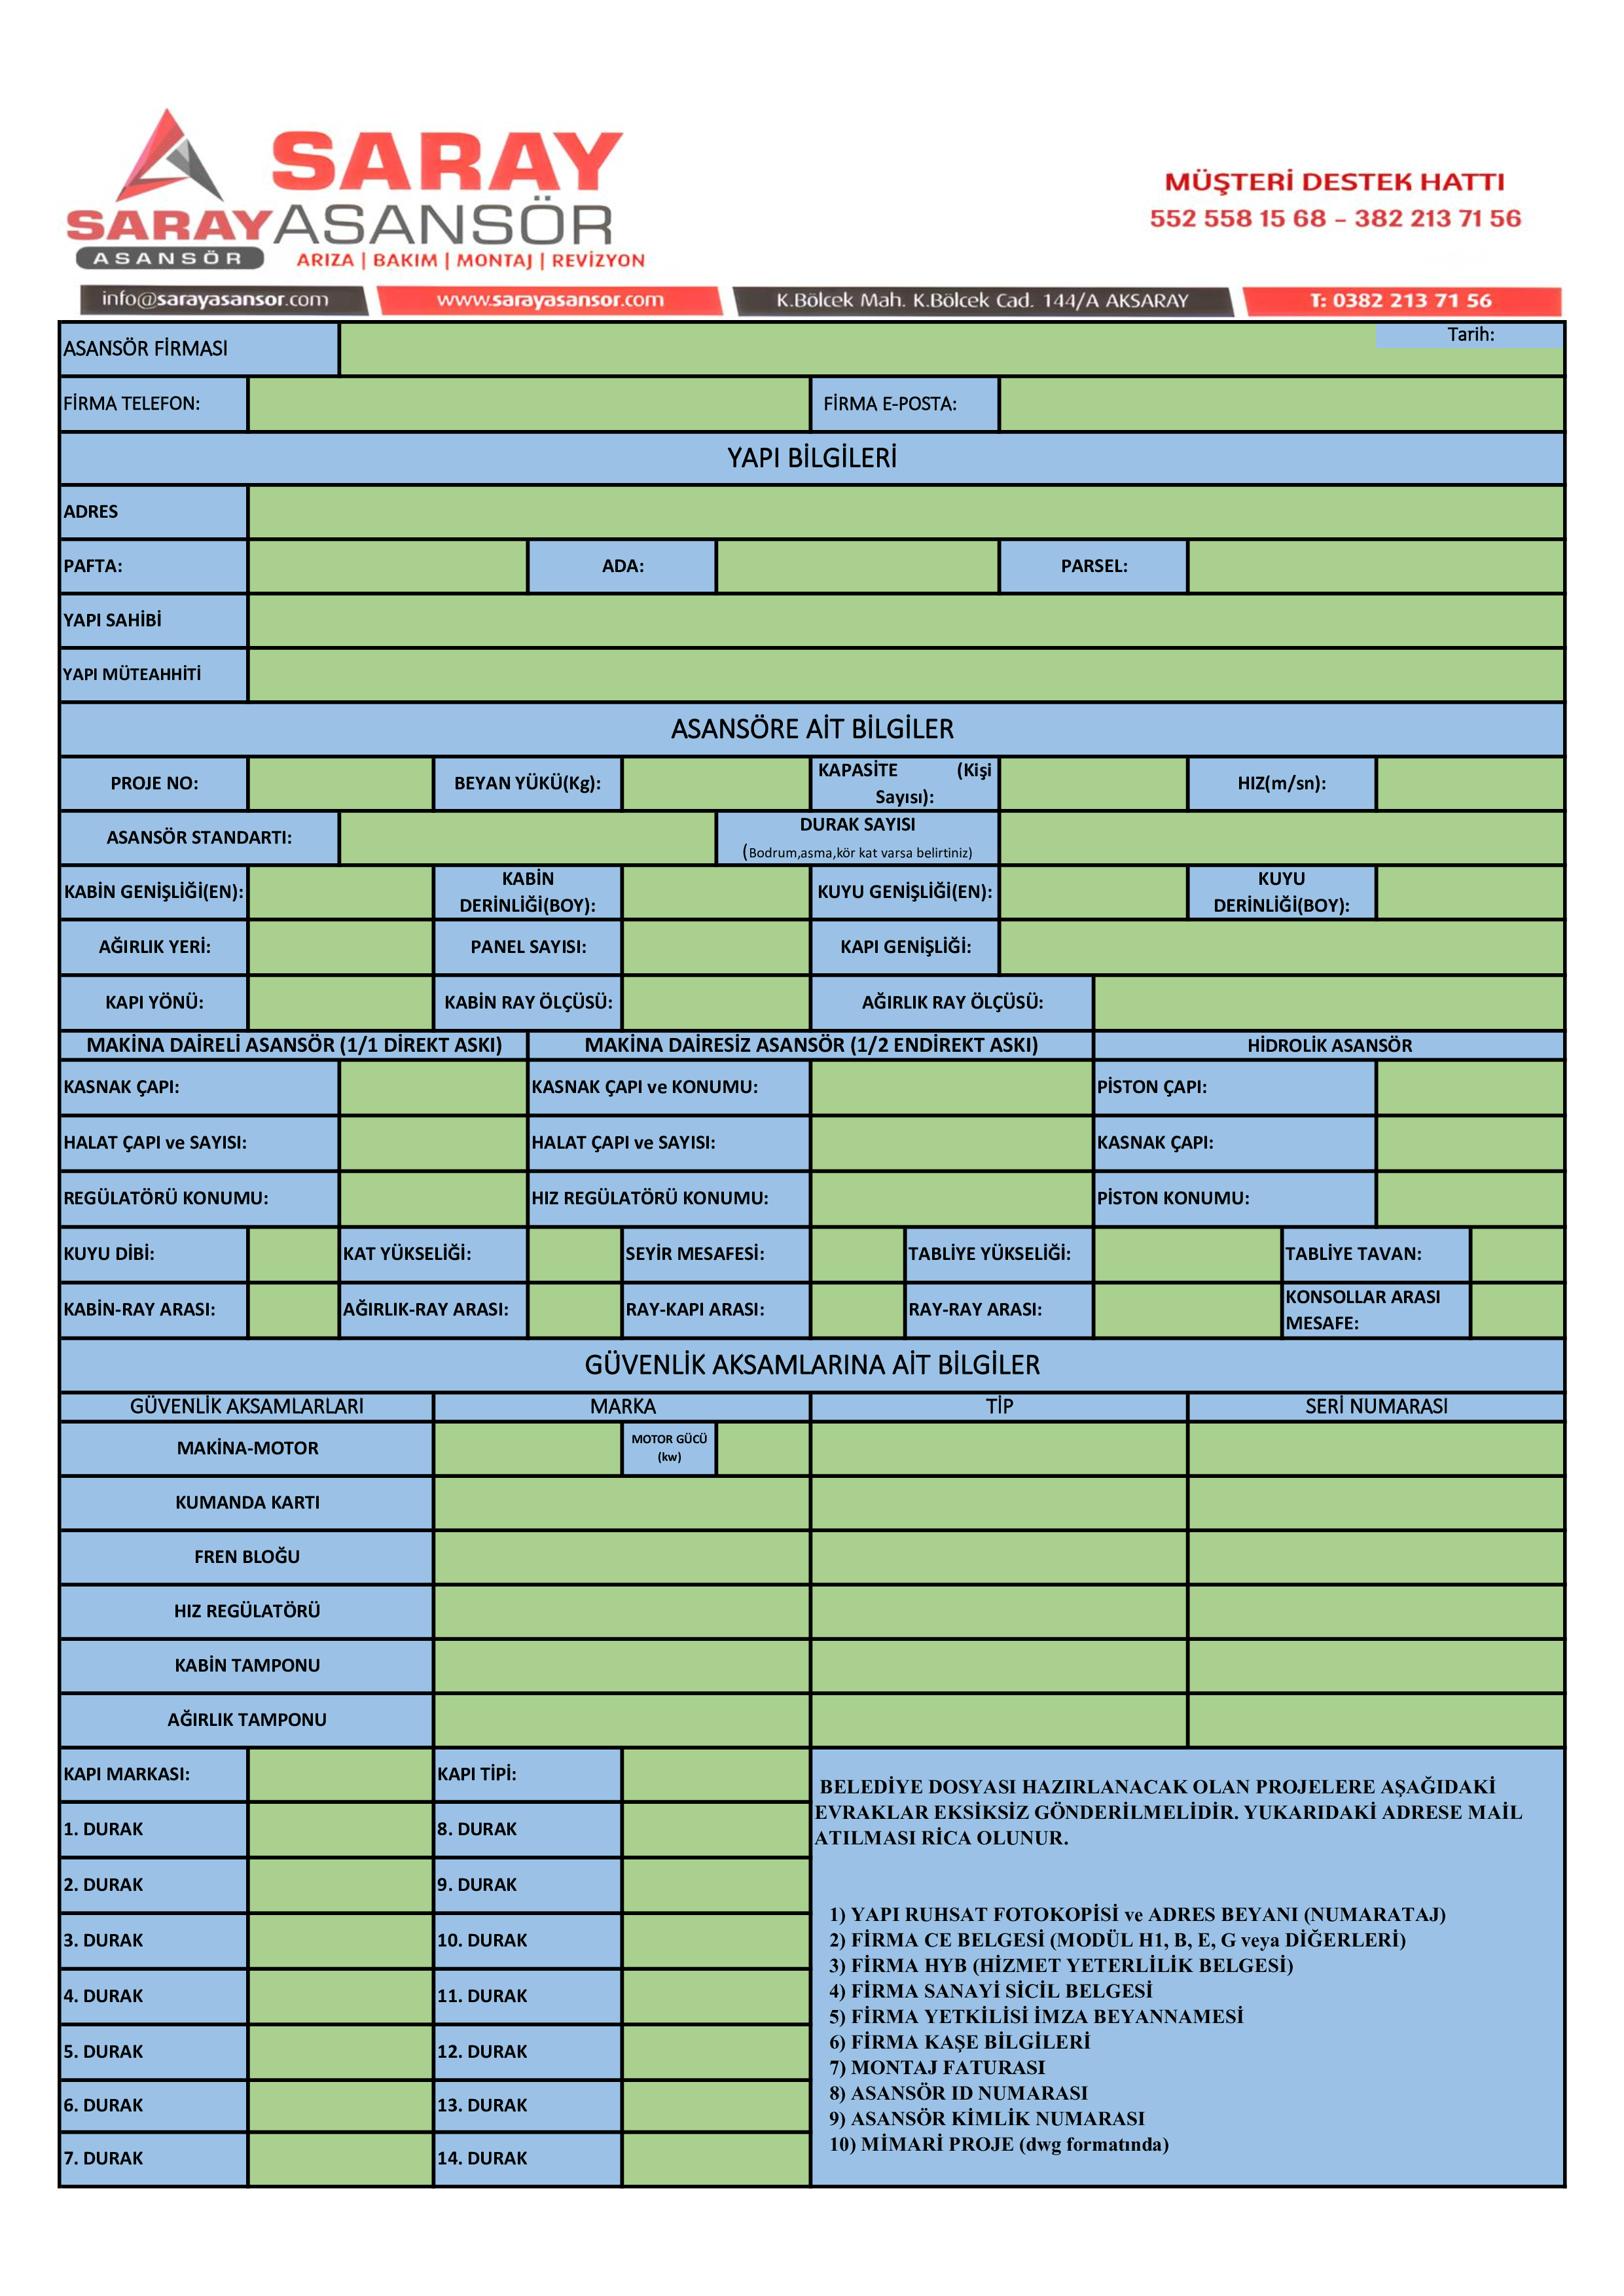 SARAY
SARAY ASANSÖR
ASANSÖR
ARIZA | BAKIM | MONTAJ | REVİZYON
MÜŞTERİ DESTEK HATTI
552 558 15 68 – 382 213 71 56
info@sarayasansor.com www.sarayasansor.com K.Bölcek Mah. K.Bölcek Cad. 144/A AKSARAY T: 0382 213 71 56
ASANSÖR FİRMASI Tarih:
FİRMA TELEFON: FİRMA E-POSTA:
YAPI BİLGİLERİ
ADRES
PAFTA: ADA: PARSEL:
YAPI SAHİBİ
YAPI MÜTEAHHİTİ
ASANSÖRE AİT BİLGİLER
PROJE NO: BEYAN YÜKÜ(Kg): KAPASİTE (Kişi Sayısı): HIZ(m/sn):
ASANSÖR STANDARTI: DURAK SAYISI
(Bodrum,asma,kör kat varsa belirtiniz)
KABİN GENİŞLİĞİ(EN): KABİN DERİNLİĞİ(BOY): KUYU GENİŞLİĞİ(EN): KUYU DERİNLİĞİ(BOY):
AĞIRLIK YERİ: PANEL SAYISI: KAPI GENİŞLİĞİ:
KAPI YÖNÜ: KABİN RAY ÖLÇÜSÜ: AĞIRLIK RAY ÖLÇÜSÜ:
MAKİNA DAİRELİ ASANSÖR (1/1 DİREKT ASKI) MAKİNA DAİRESİZ ASANSÖR (1/2 ENDİREKT ASKI) HİDROLİK ASANSÖR
KASNAK ÇAPI: KASNAK ÇAPI ve KONUMU: PİSTON ÇAPI:
HALAT ÇAPI ve SAYISI: HALAT ÇAPI ve SAYISI: KASNAK ÇAPI:
REGÜLATÖRÜ KONUMU: HIZ REGÜLATÖRÜ KONUMU: PİSTON KONUMU:
KUYU DİBİ: KAT YÜKSELİĞİ: SEYİR MESAFESİ: TABLİYE YÜKSELİĞİ: TABLİYE TAVAN:
KABİN-RAY ARASI: AĞIRLIK-RAY ARASI: RAY-KAPI ARASI: RAY-RAY ARASI: KONSOLLAR ARASI MESAFE:
GÜVENLİK AKSAMLARINA AİT BİLGİLER
GÜVENLİK AKSAMLARLARI MARKA TİP SERİ NUMARASI
MAKİNA-MOTOR MOTOR GÜCÜ (kw)
KUMANDA KARTI
FREN BLOĞU
HIZ REGÜLATÖRÜ
KABİN TAMPONU
AĞIRLIK TAMPONU
KAPI MARKASI: KAPI TİPİ:
1. DURAK 8. DURAK
2. DURAK 9. DURAK
3. DURAK 10. DURAK
4. DURAK 11. DURAK
5. DURAK 12. DURAK
6. DURAK 13. DURAK
7. DURAK 14. DURAK
BELEDİYE DOSYASI HAZIRLANACAK OLAN PROJELERE AŞAĞIDAKİ
EVRAKLAR EKSİKSİZ GÖNDERİLMELİDİR. YUKARIDAKİ ADRESE MAİL
ATILMASI RİCA OLUNUR.
1) YAPI RUHSAT FOTOKOPİSİ ve ADRES BEYANI (NUMARATAJ)
2) FİRMA CE BELGESİ (MODÜL H1, B, E, G veya DİĞERLERİ)
3) FİRMA HYB (HİZMET YETERLİLİK BELGESİ)
4) FİRMA SANAYİ SİCİL BELGESİ
5) FİRMA YETKİLİSİ İMZA BEYANNAMESİ
6) FİRMA KAŞE BİLGİLERİ
7) MONTAJ FATURASI
8) ASANSÖR ID NUMARASI
9) ASANSÖR KİMLİK NUMARASI
10) MİMARİ PROJE (dwg formatında)